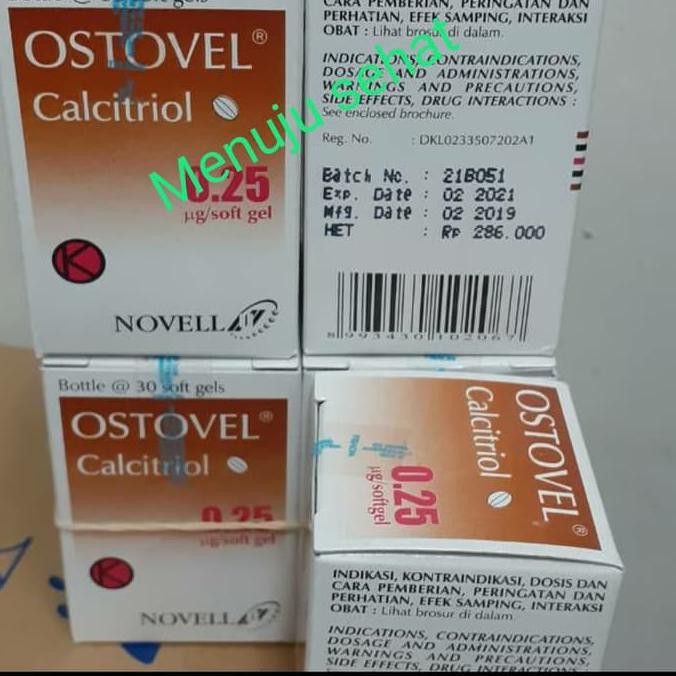 OSTOVEL®
Calcitriol
0.25
µg/soft gel
K
NOVELL
Menuju sehat
CARA PEMBERIAN, PERINGATAN DAN
PERHATIAN, EFEK SAMPING, INTERAKSI
OBAT : Lihat brosur di dalam.
INDICATIONS, CONTRAINDICATIONS,
DOSAGE AND ADMINISTRATIONS,
WARNINGS AND PRECAUTIONS,
SIDE EFFECTS, DRUG INTERACTIONS :
See enclosed brochure.
Reg. No. : DKL0233507202A1
Batch No. : 21B051
Exp. Date : 02 2021
Mfg. Date : 02 2019
HET : Rp 286.000
8 993430 102067
Bottle @ 30 soft gels
OSTOVEL®
Calcitriol
0.25
µg/soft gel
K
NOVELL
OSTOVEL®
Calcitriol
0.25
µg/softgel
INDIKASI, KONTRAINDIKASI, DOSIS DAN
CARA PEMBERIAN, PERINGATAN DAN
PERHATIAN, EFEK SAMPING, INTERAKSI
OBAT : Lihat brosur di dalam.
INDICATIONS, CONTRAINDICATIONS,
DOSAGE AND ADMINISTRATIONS,
WARNINGS AND PRECAUTIONS,
SIDE EFFECTS, DRUG INTERACTIONS :